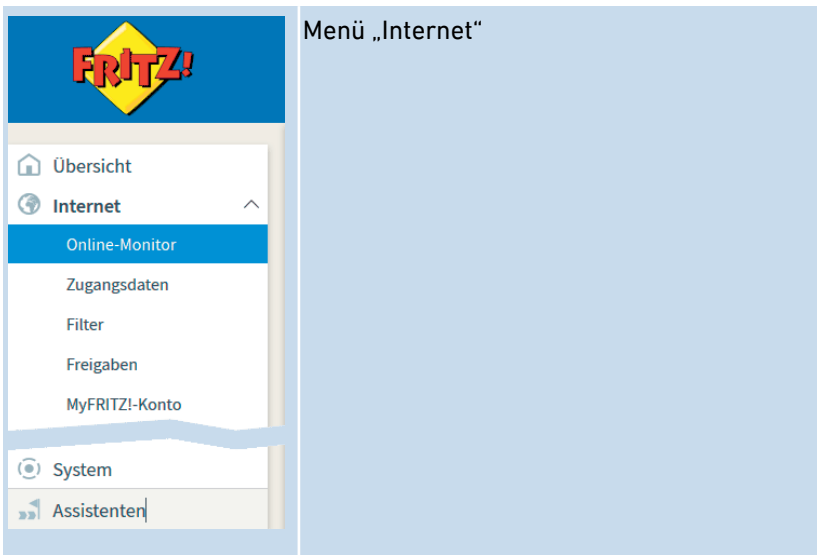 FRITZ!
Menü „Internet“
Übersicht
Internet
Online-Monitor
Zugangsdaten
Filter
Freigaben
MyFRITZ!-Konto
System
Assistenten